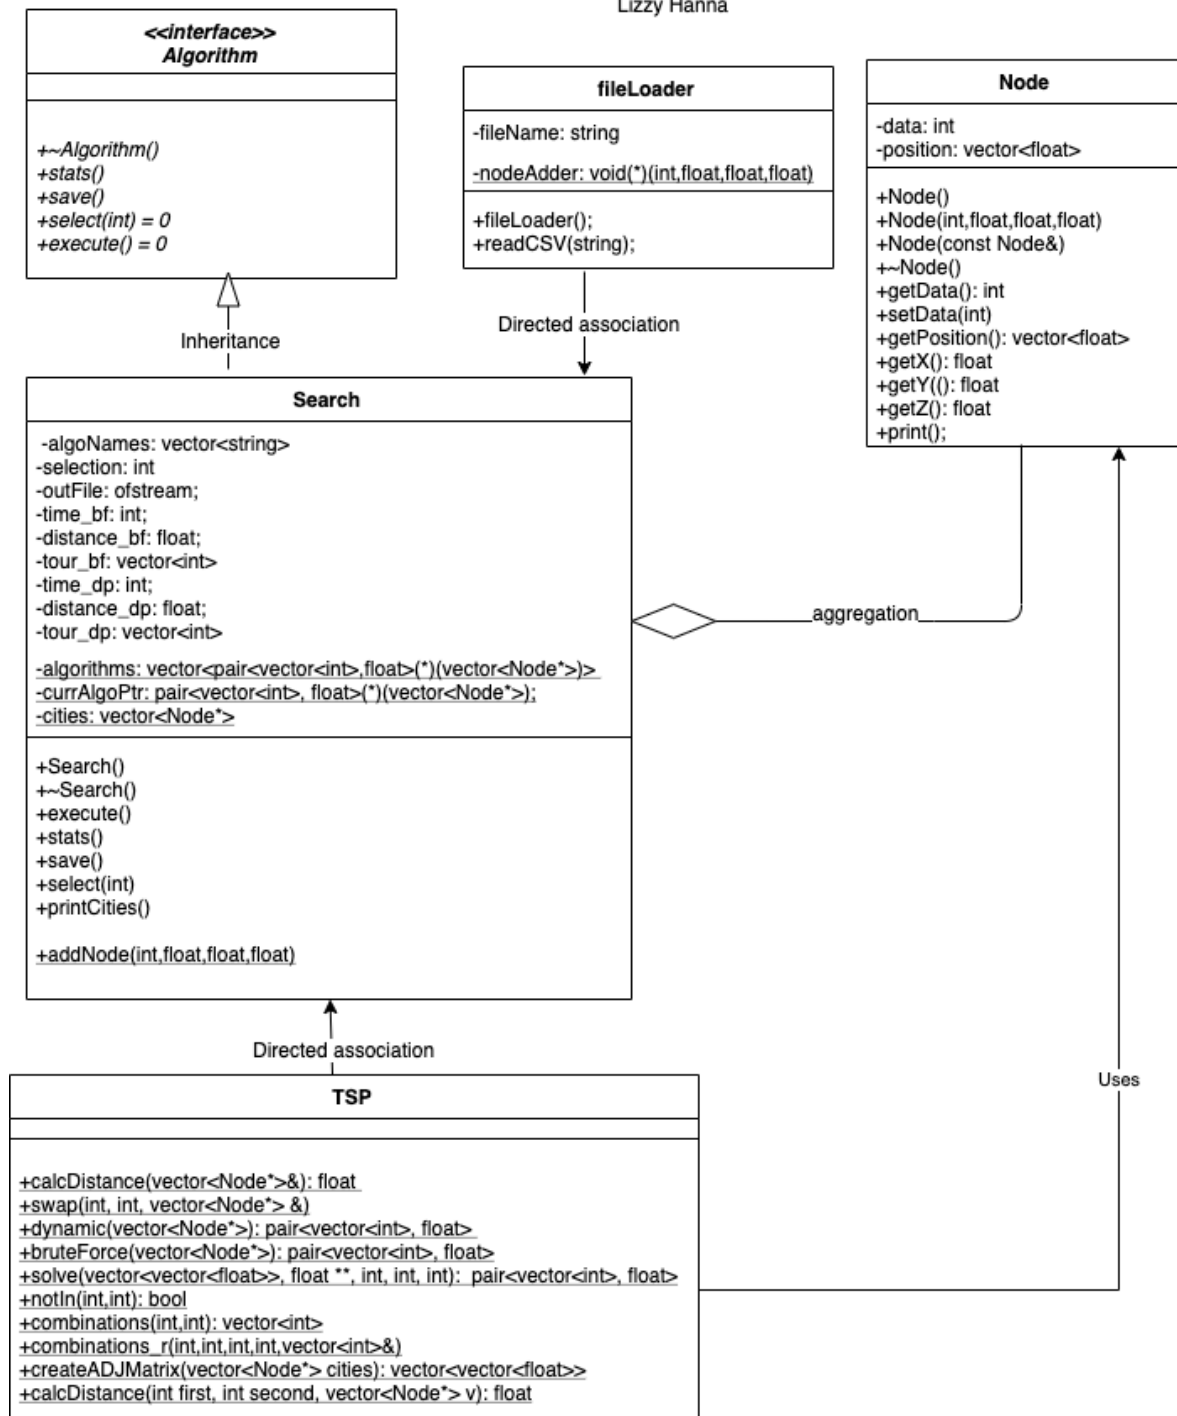 Lizzy Hanna
<<interface>>
Algorithm
+~Algorithm()
+stats()
+save()
+select(int) = 0
+execute() = 0
fileLoader
-fileName: string
-nodeAdder: void(*)(int,float,float,float)
+fileLoader();
+readCSV(string);
Node
-data: int
-position: vector<float>
+Node()
+Node(int,float,float,float)
+Node(const Node&)
+~Node()
+getData(): int
+setData(int)
+getPosition(): vector<float>
+getX(): float
+getY((): float
+getZ(): float
+print();
Inheritance
Directed association
Search
-algoNames: vector<string>
-selection: int
-outFile: ofstream;
-time_bf: int;
-distance_bf: float;
-tour_bf: vector<int>
-time_dp: int;
-distance_dp: float;
-tour_dp: vector<int>
-algorithms: vector<pair<vector<int>,float>(*)(vector<Node*>)>
-currAlgoPtr: pair<vector<int>, float>(*)(vector<Node*>);
-cities: vector<Node*>
+Search()
+~Search()
+execute()
+stats()
+save()
+select(int)
+printCities()
+addNode(int,float,float,float)
aggregation
Directed association
Uses
TSP
+calcDistance(vector<Node*>&): float
+swap(int, int, vector<Node*> &)
+dynamic(vector<Node*>): pair<vector<int>, float>
+bruteForce(vector<Node*>): pair<vector<int>, float>
+solve(vector<vector<float>>, float **, int, int, int): pair<vector<int>, float>
+notIn(int,int): bool
+combinations(int,int): vector<int>
+combinations_r(int,int,int,int,vector<int>&)
+createADJMatrix(vector<Node*> cities): vector<vector<float>>
+calcDistance(int first, int second, vector<Node*> v): float